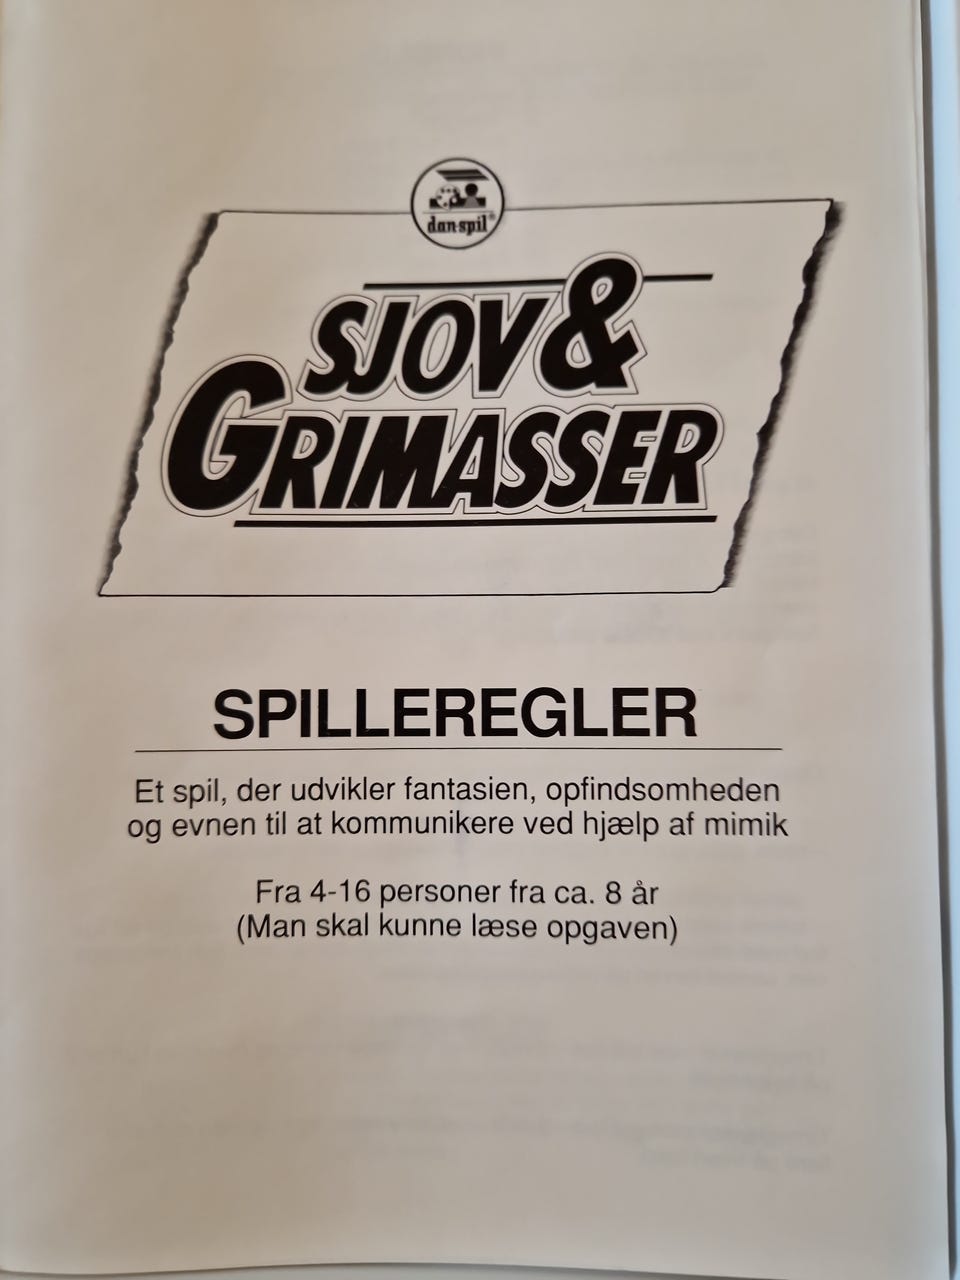 dan-spil®
SJOV &
GRIMASSER
SPILLEREGLER
Et spil, der udvikler fantasien, opfindsomheden
og evnen til at kommunikere ved hjælp af mimik
Fra 4-16 personer fra ca. 8 år
(Man skal kunne læse opgaven)